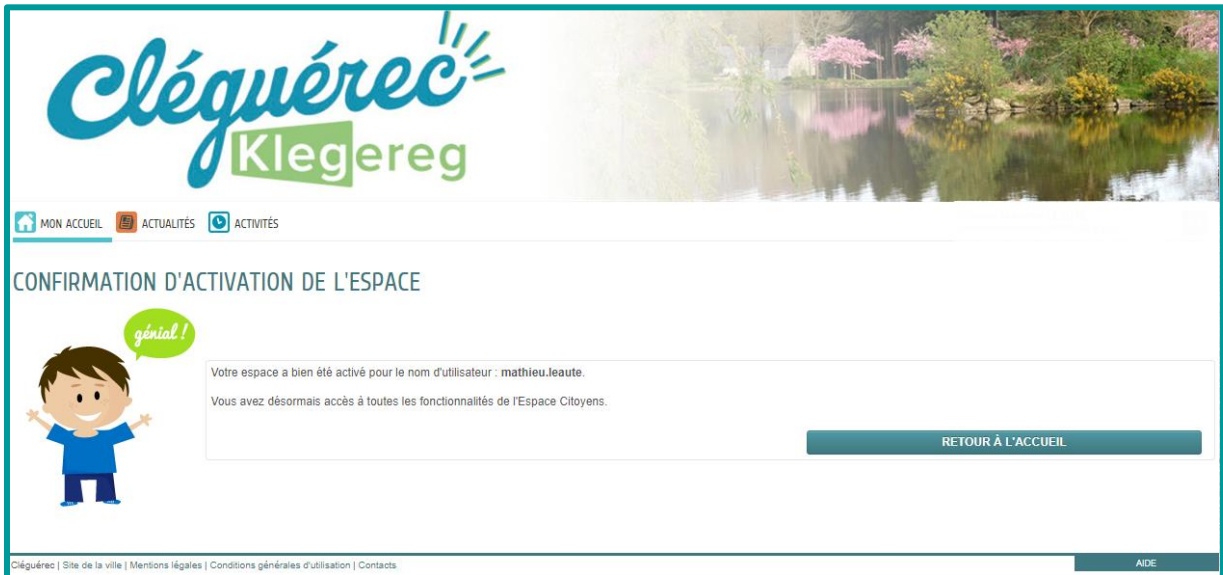 Cléguérec
Klegereg
MON ACCUEIL ACTUALITÉS ACTIVITÉS
CONFIRMATION D'ACTIVATION DE L'ESPACE
génial !
Votre espace a bien été activé pour le nom d'utilisateur : mathieu.leaute.
Vous avez désormais accès à toutes les fonctionnalités de l'Espace Citoyens.
RETOUR À L'ACCUEIL
Cléguérec | Site de la ville | Mentions légales | Conditions générales d'utilisation | Contacts
AIDE